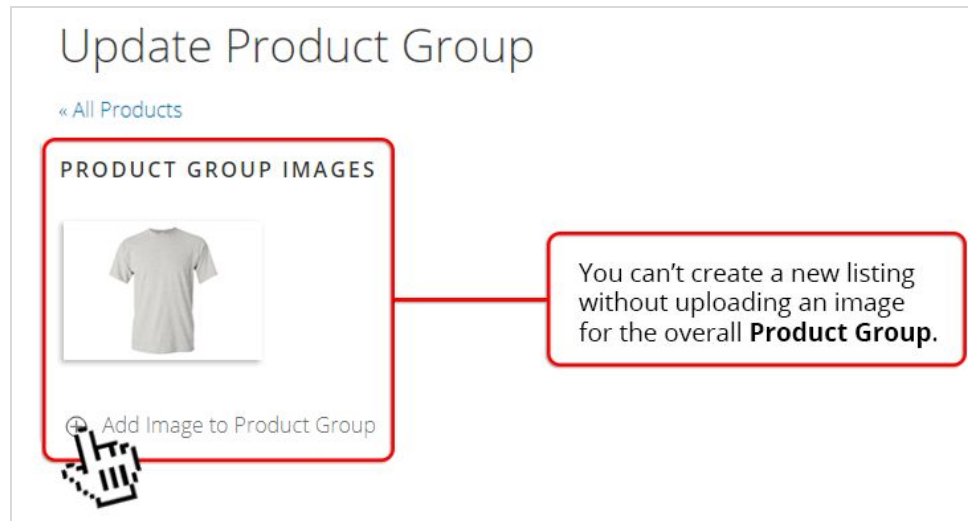 Update Product Group
« All Products
PRODUCT GROUP IMAGES
You can’t create a new listing
without uploading an image
for the overall Product Group.
Add Image to Product Group